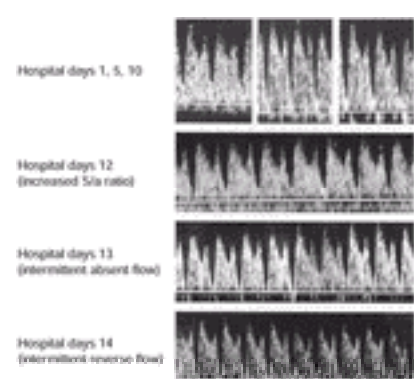 Hospital days 1, 5, 10
Hospital days 12
(increased S/a ratio)
Hospital days 13
(intermittent absent flow)
Hospital days 14
(intermittent reverse flow)